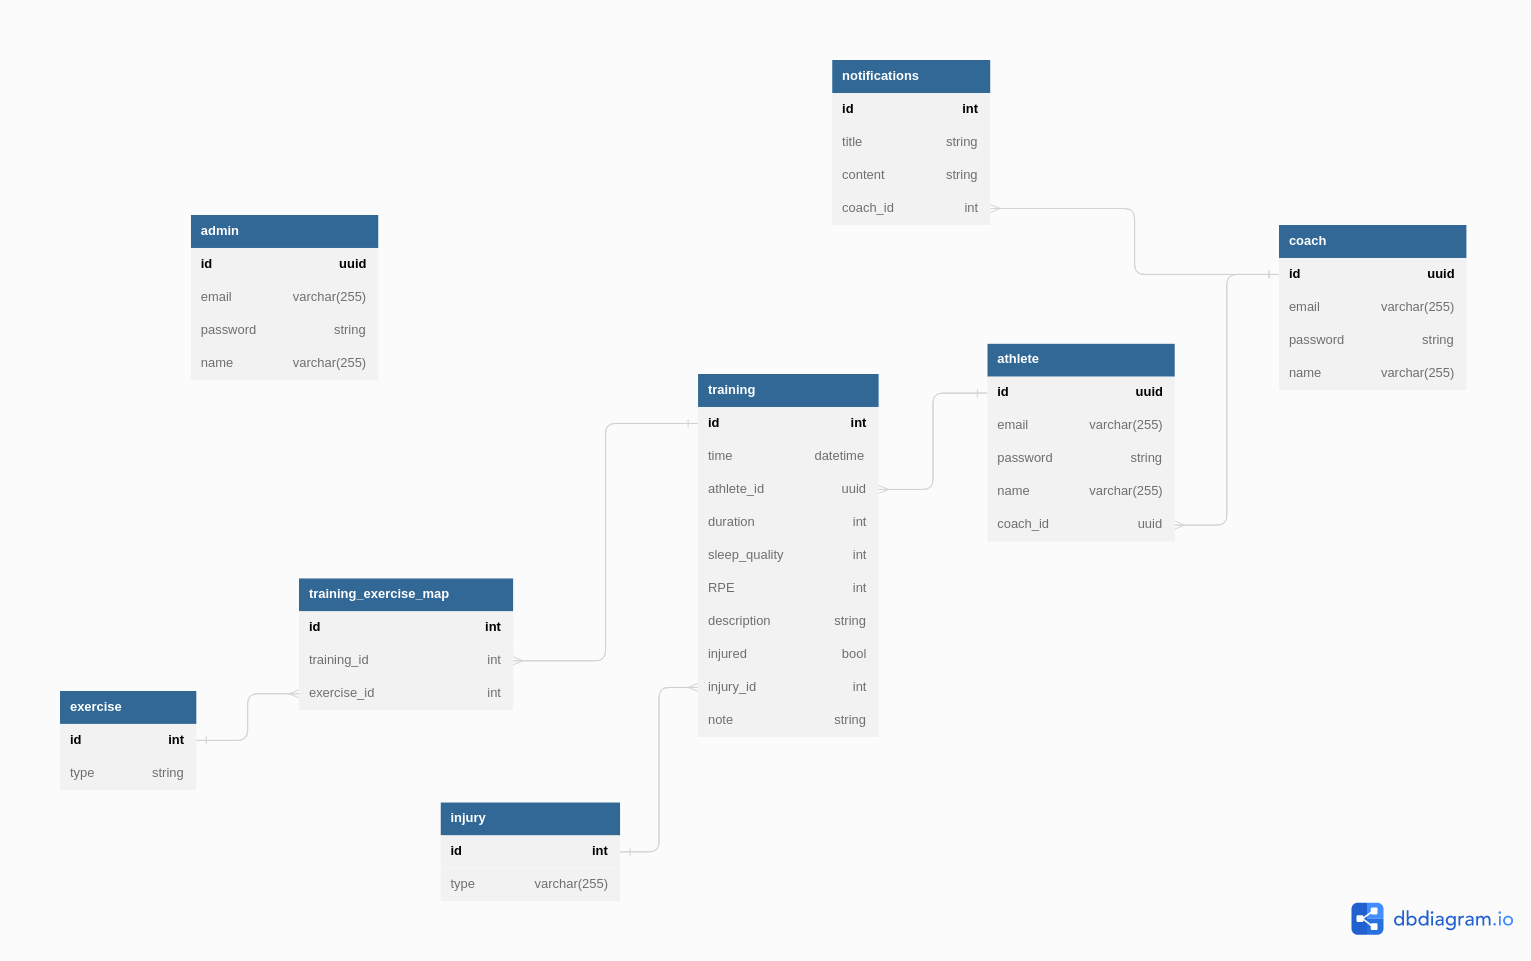 notifications
id int
title string
content string
coach_id int
admin
id uuid
email varchar(255)
password string
name varchar(255)
coach
id uuid
email varchar(255)
password string
name varchar(255)
athlete
id uuid
email varchar(255)
password string
name varchar(255)
coach_id uuid
training
id int
time datetime
athlete_id uuid
duration int
sleep_quality int
RPE int
description string
injured bool
injury_id int
note string
training_exercise_map
id int
training_id int
exercise_id int
exercise
id int
type string
injury
id int
type varchar(255)
dbdiagram.io